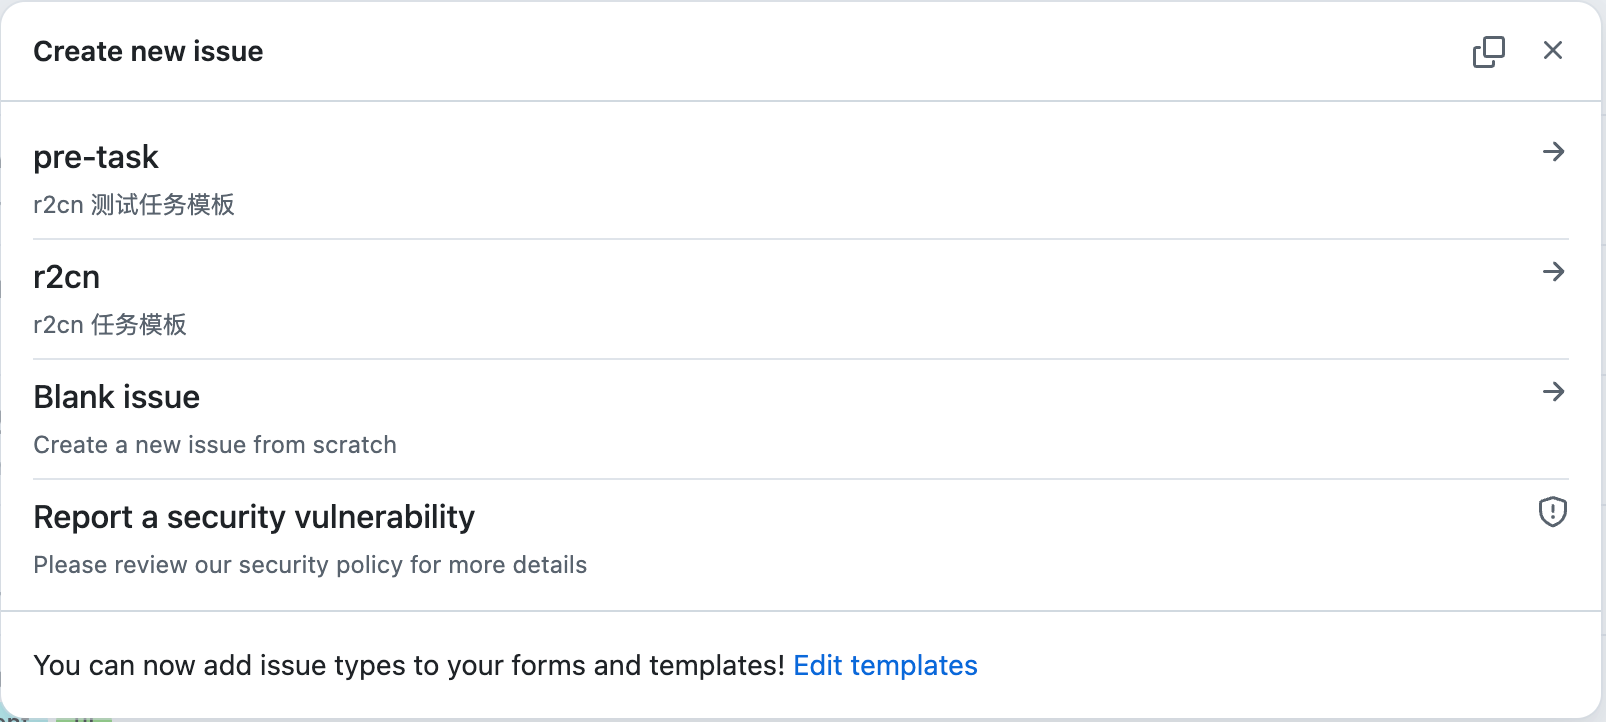 Create new issue
pre-task
r2cn 测试任务模板
r2cn
r2cn 任务模板
Blank issue
Create a new issue from scratch
Report a security vulnerability
Please review our security policy for more details
You can now add issue types to your forms and templates! Edit templates